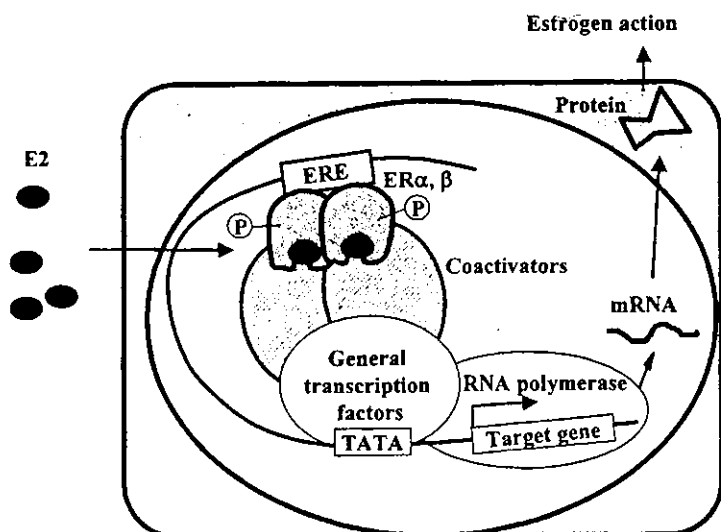 Estrogen action
Protein
E2
ERE
ERα, β
P
P
Coactivators
mRNA
General
transcription
factors
RNA polymerase
TATA
Target gene